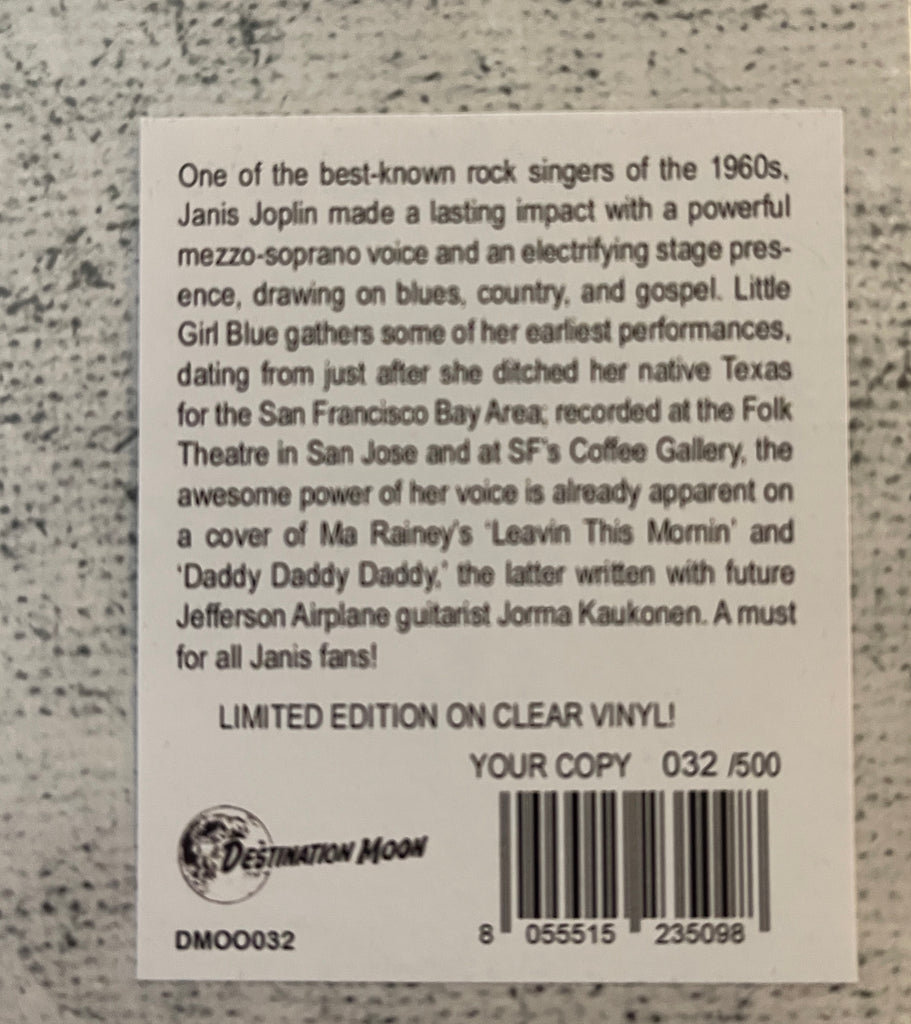 One of the best-known rock singers of the 1960s,
Janis Joplin made a lasting impact with a powerful
mezzo-soprano voice and an electrifying stage pres-
ence, drawing on blues, country, and gospel. Little
Girl Blue gathers some of her earliest performances,
dating from just after she ditched her native Texas
for the San Francisco Bay Area; recorded at the Folk
Theatre in San Jose and at SF's Coffee Gallery, the
awesome power of her voice is already apparent on
a cover of Ma Rainey's 'Leavin This Mornin' and
'Daddy Daddy Daddy,' the latter written with future
Jefferson Airplane guitarist Jorma Kaukonen. A must
for all Janis fans!
LIMITED EDITION ON CLEAR VINYL!
YOUR COPY 032 /500
DESTINATION MOON
DMOO032
8 055515 235098